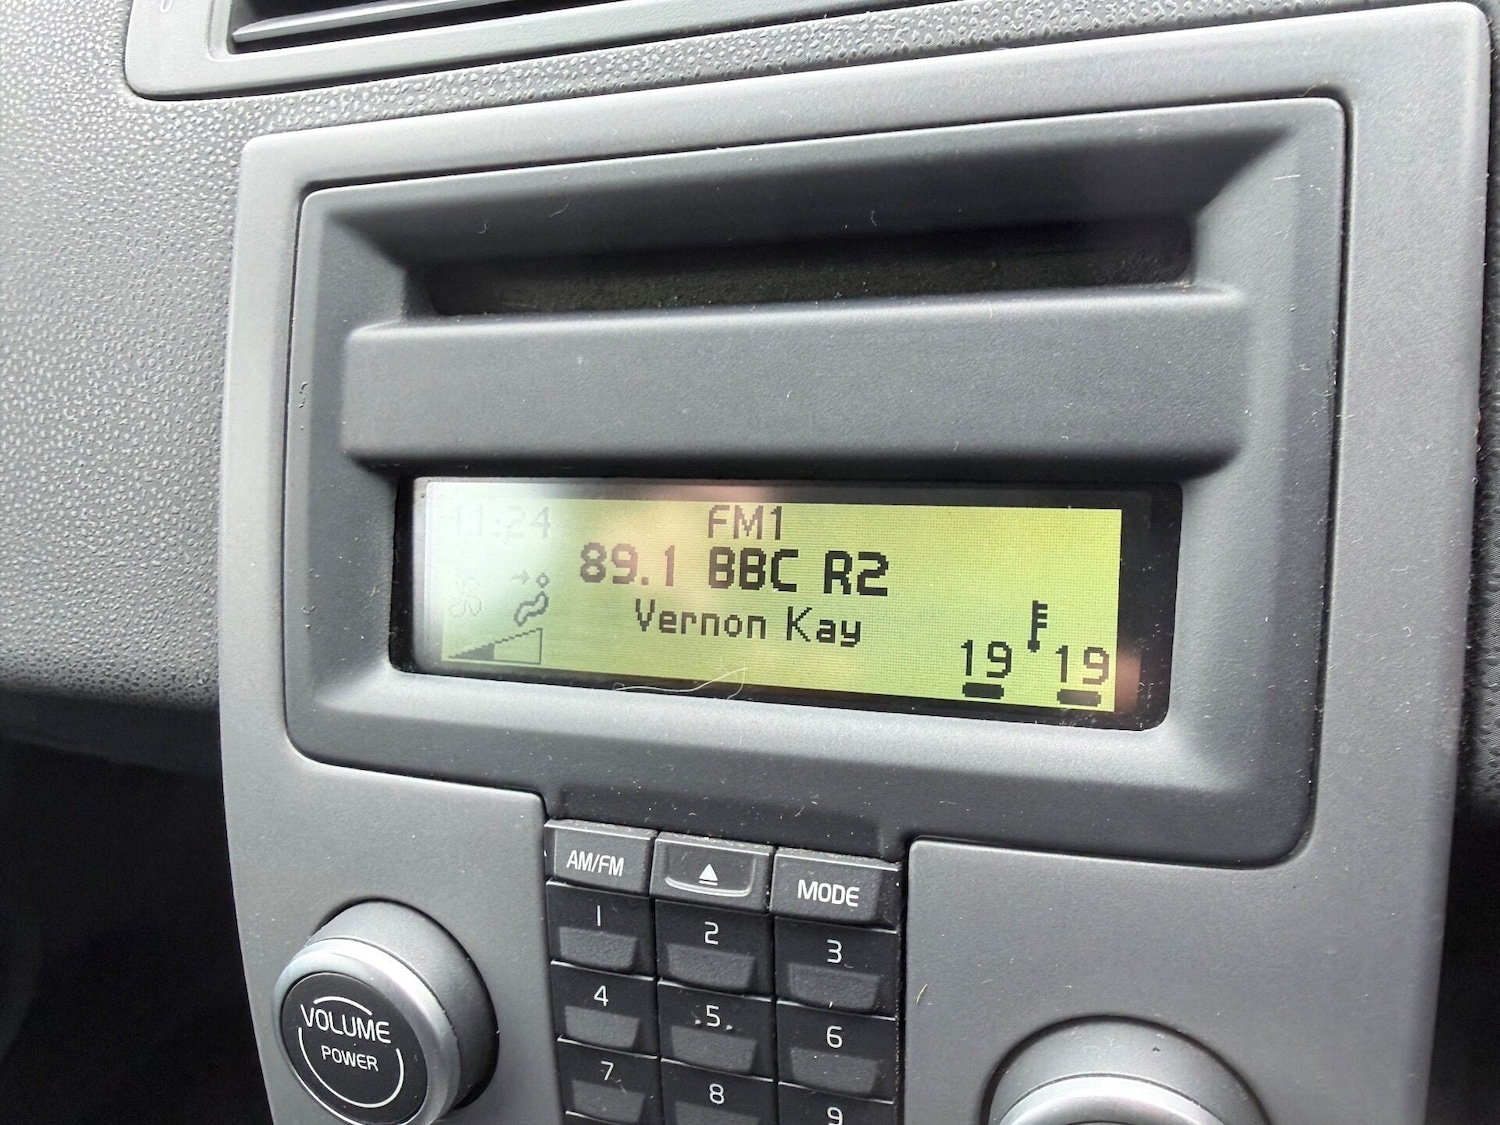 11:24
FM1
89.1 BBC R2
Vernon Kay
19 19
AM/FM
MODE
1 2 3
4 .5. 6
7 8 9
VOLUME
POWER